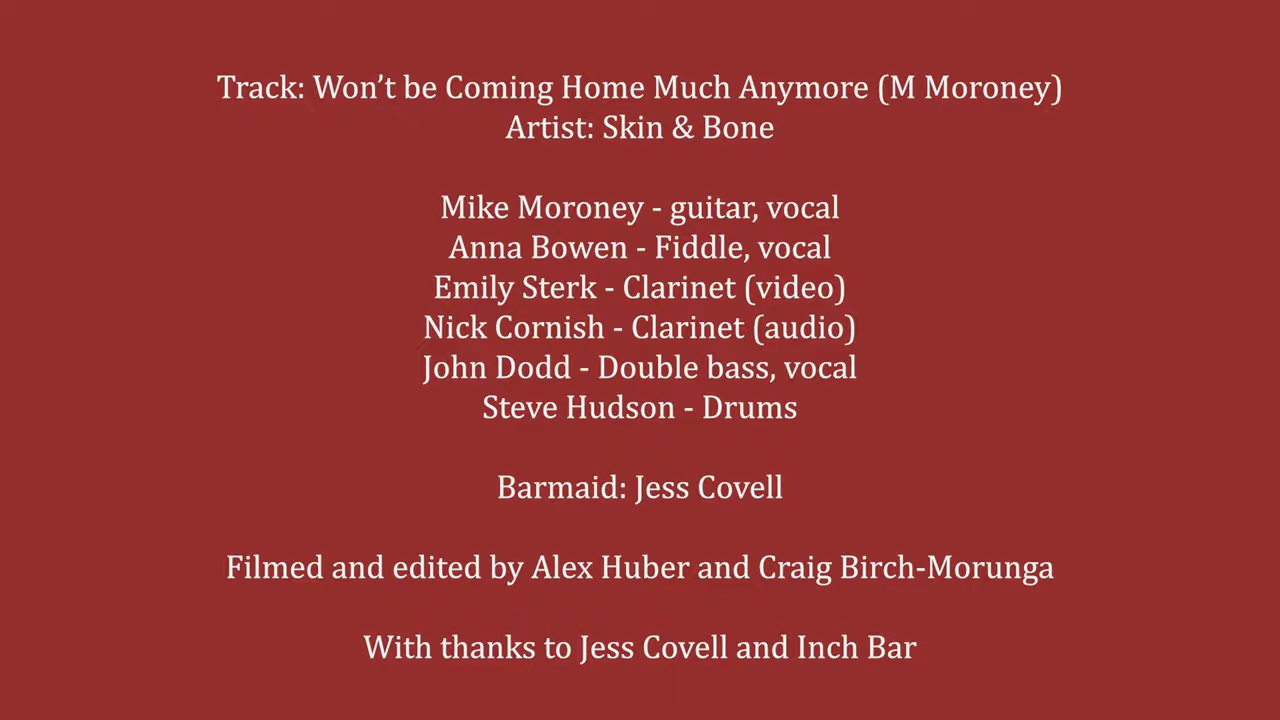 Track: Won’t be Coming Home Much Anymore (M Moroney)
Artist: Skin & Bone
Mike Moroney - guitar, vocal
Anna Bowen - Fiddle, vocal
Emily Sterk - Clarinet (video)
Nick Cornish - Clarinet (audio)
John Dodd - Double bass, vocal
Steve Hudson - Drums
Barmaid: Jess Covell
Filmed and edited by Alex Huber and Craig Birch-Morunga
With thanks to Jess Covell and Inch Bar